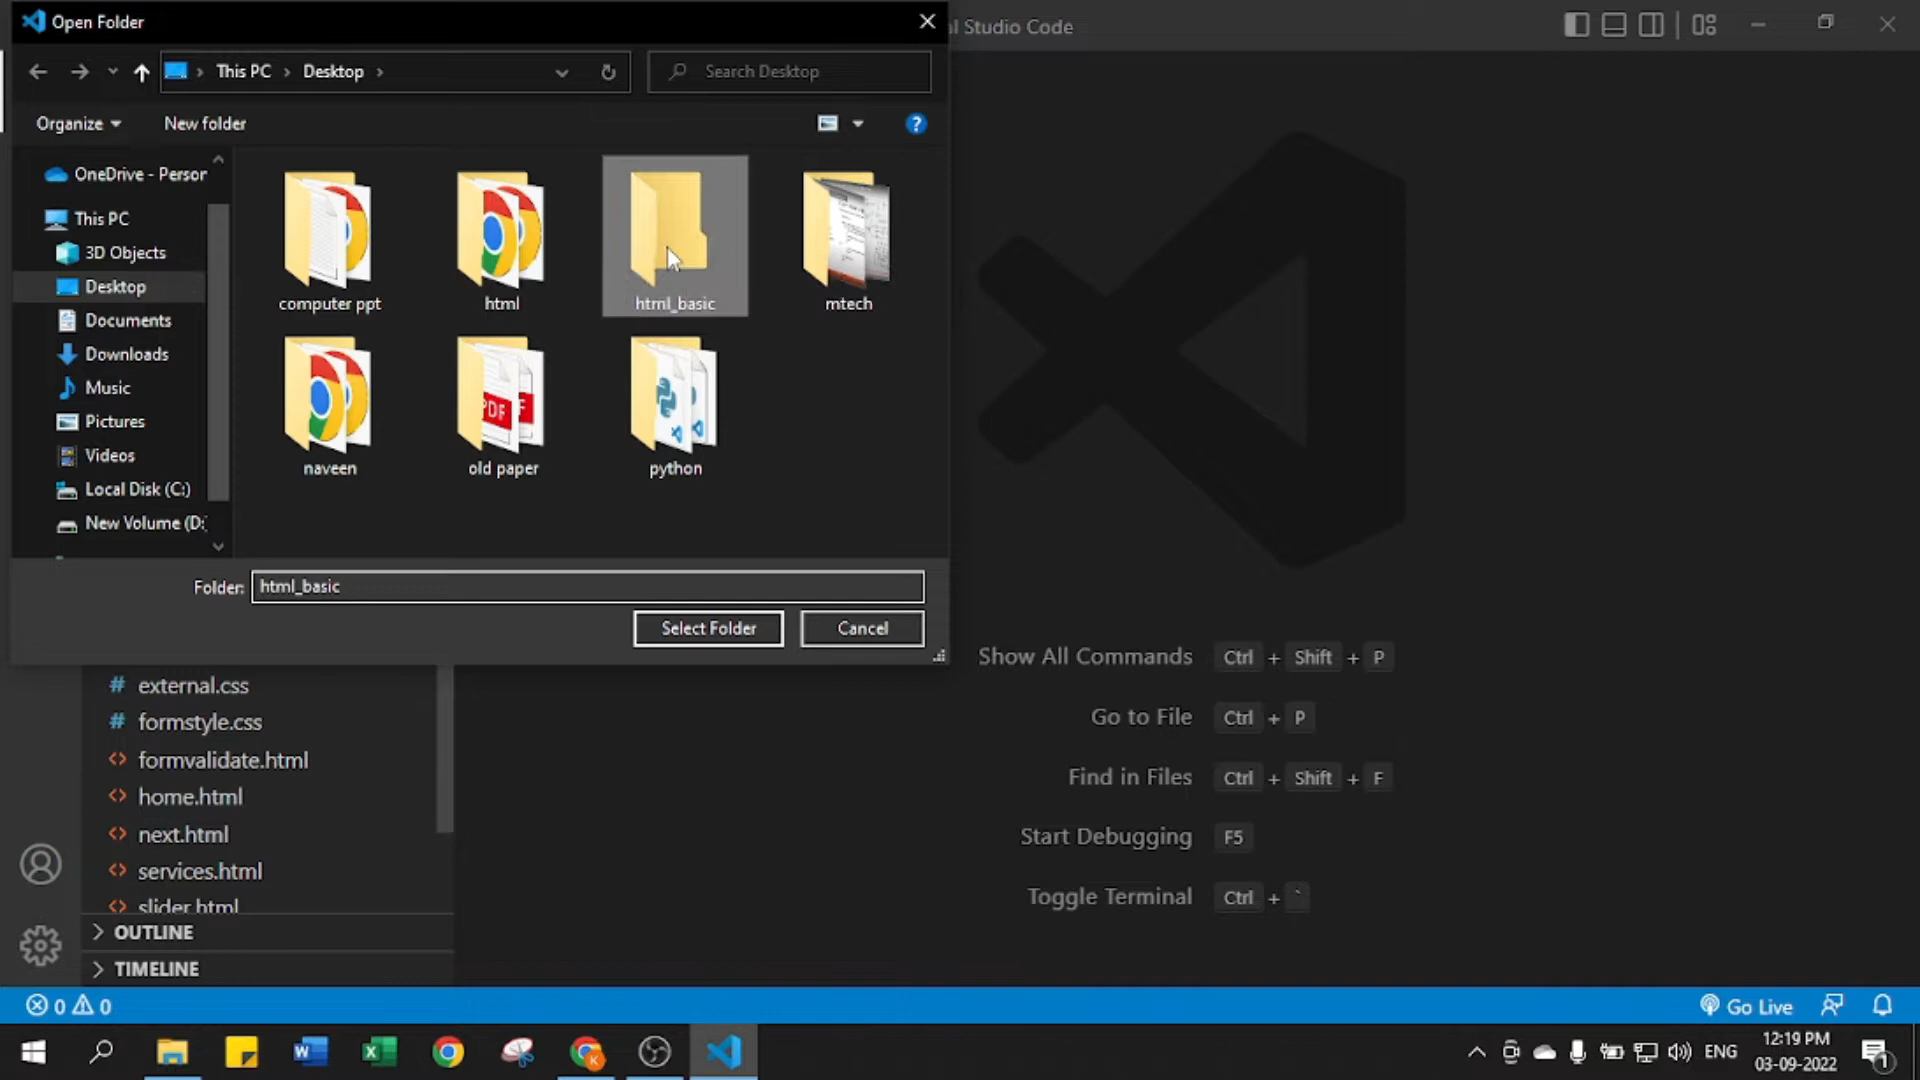 Open Folder
l Studio Code
This PC
Desktop
Search Desktop
Organize
New folder
OneDrive - Person
This PC
3D Objects
Desktop
Documents
Downloads
Music
Pictures
Videos
Local Disk (C:)
New Volume (D:
computer ppt
html
html_basic
mtech
naveen
old paper
python
Folder: html_basic
Select Folder
Cancel
# external.css
# formstyle.css
<> formvalidate.html
<> home.html
<> next.html
<> services.html
<> slider.html
OUTLINE
TIMELINE
Show All Commands Ctrl + Shift + P
Go to File Ctrl + P
Find in Files Ctrl + Shift + F
Start Debugging F5
Toggle Terminal Ctrl + `
0 0
Go Live
ENG
12:19 PM
03-09-2022
1